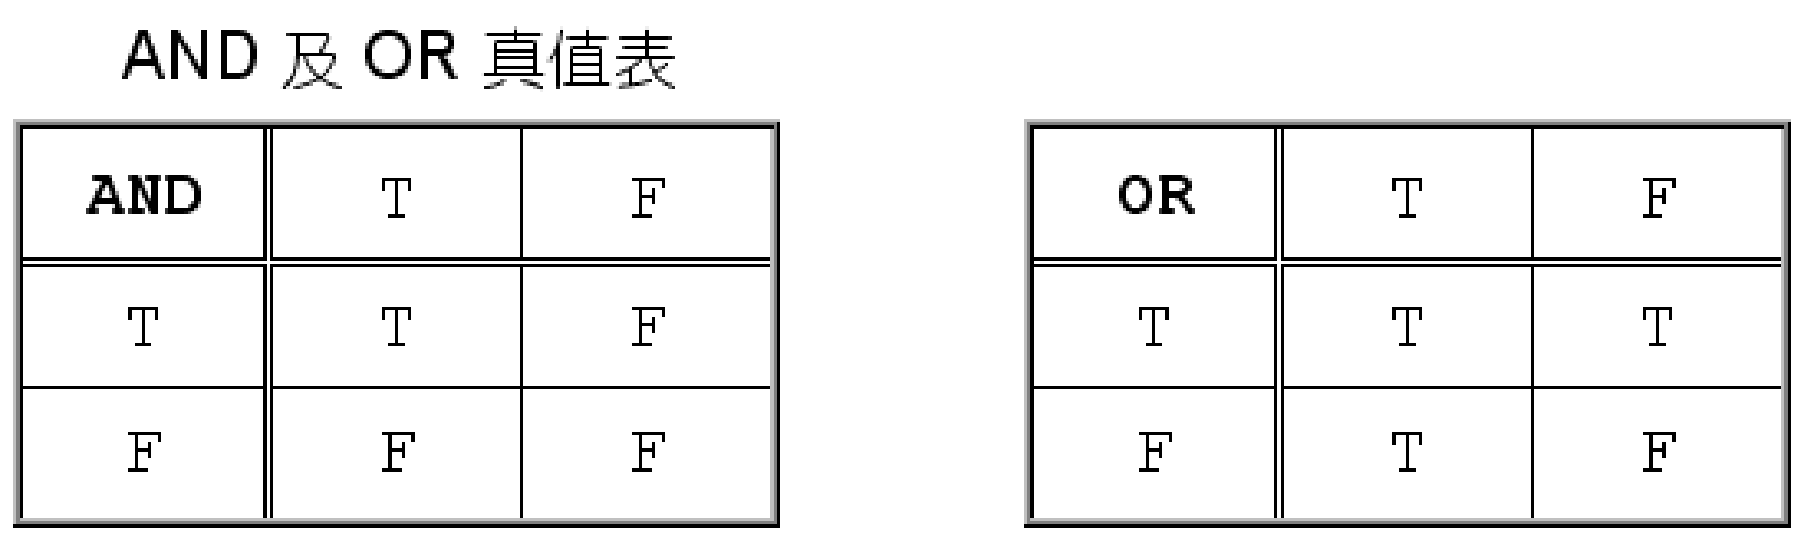 AND 及 OR 真值表
AND T F
T T F
F F F
OR T F
T T T
F T F